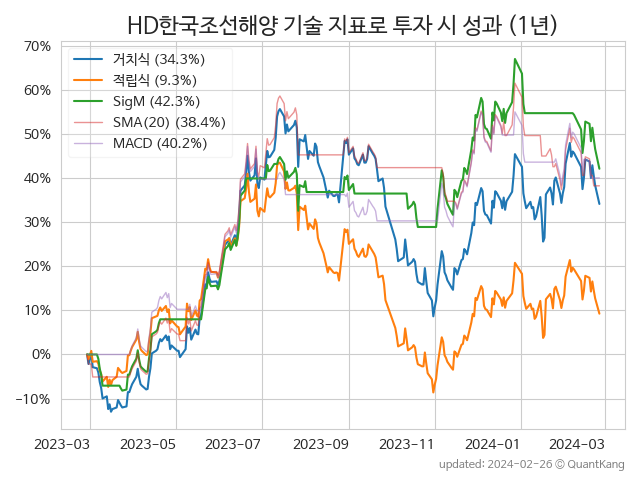 HD한국조선해양 기술 지표로 투자 시 성과 (1년)
70%
60%
50%
40%
30%
20%
10%
0%
−10%
거치식 (34.3%)
적립식 (9.3%)
SigM (42.3%)
SMA(20) (38.4%)
MACD (40.2%)
2023-03
2023-05
2023-07
2023-09
2023-11
2024-01
2024-03
updated: 2024-02-26 © QuantKang